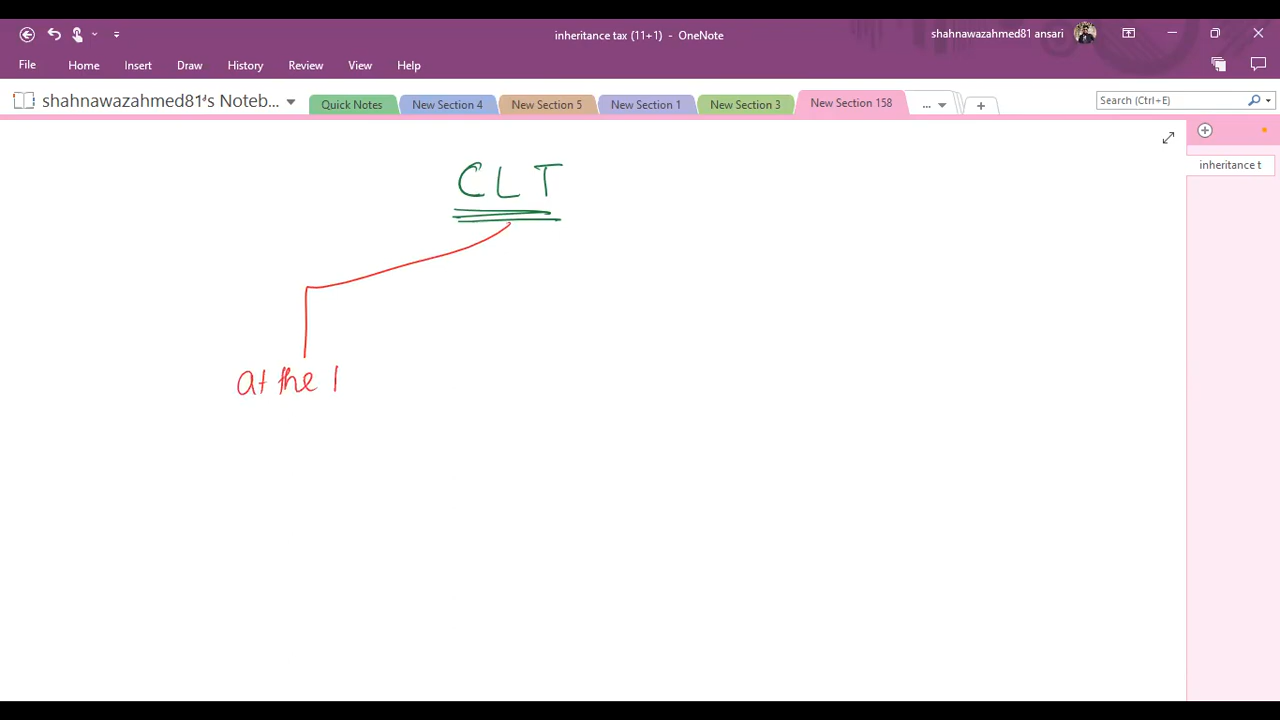 inheritance tax (11+1) - OneNote
shahnawazahmed81 ansari
File Home Insert Draw History Review View Help
shahnawazahmed81's Noteb... Quick Notes New Section 4 New Section 5 New Section 1 New Section 3 New Section 158 ... Search (Ctrl+E)
inheritance t
CLT
at the